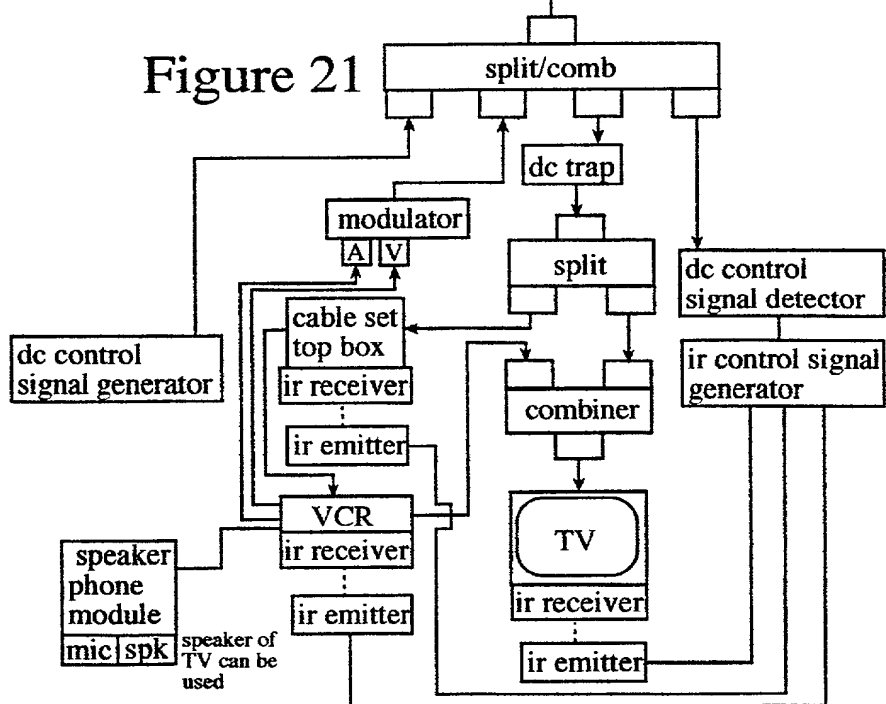 Figure 21
split/comb
dc trap
modulator
A V
split
dc control
signal detector
cable set
top box
ir receiver
dc control
signal generator
ir control signal
generator
combiner
ir emitter
VCR
ir receiver
TV
speaker
phone
module
mic spk
speaker of
TV can be
used
ir emitter
ir receiver
ir emitter